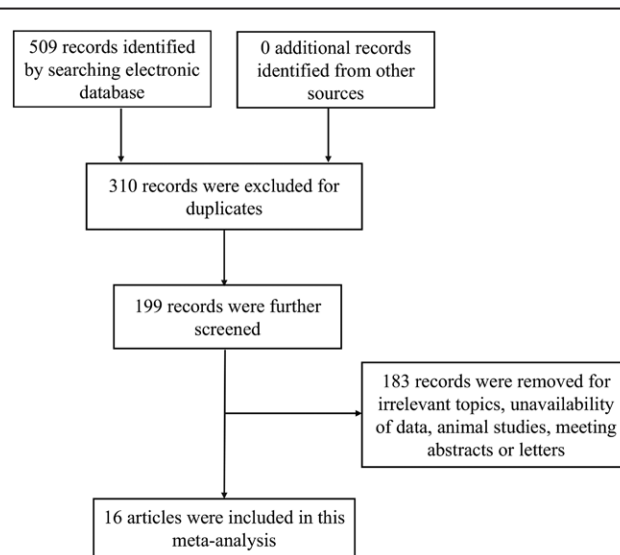 509 records identified
by searching electronic
database
0 additional records
identified from other
sources
310 records were excluded for
duplicates
199 records were further
screened
183 records were removed for
irrelevant topics, unavailability
of data, animal studies, meeting
abstracts or letters
16 articles were included in this
meta-analysis